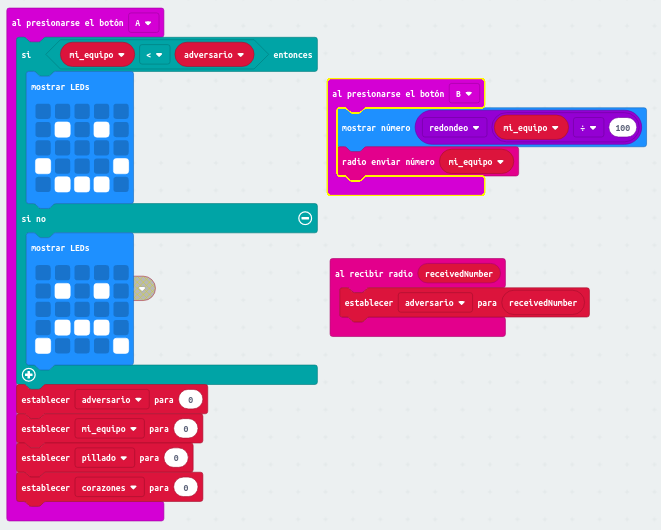 al presionarse el botón A
si mi_equipo < adversario entonces
mostrar LEDs
si no
mostrar LEDs
establecer adversario para 0
establecer mi_equipo para 0
establecer pillado para 0
establecer corazones para 0
al presionarse el botón B
mostrar número redondeo mi_equipo ÷ 100
radio enviar número mi_equipo
al recibir radio receivedNumber
establecer adversario para receivedNumber